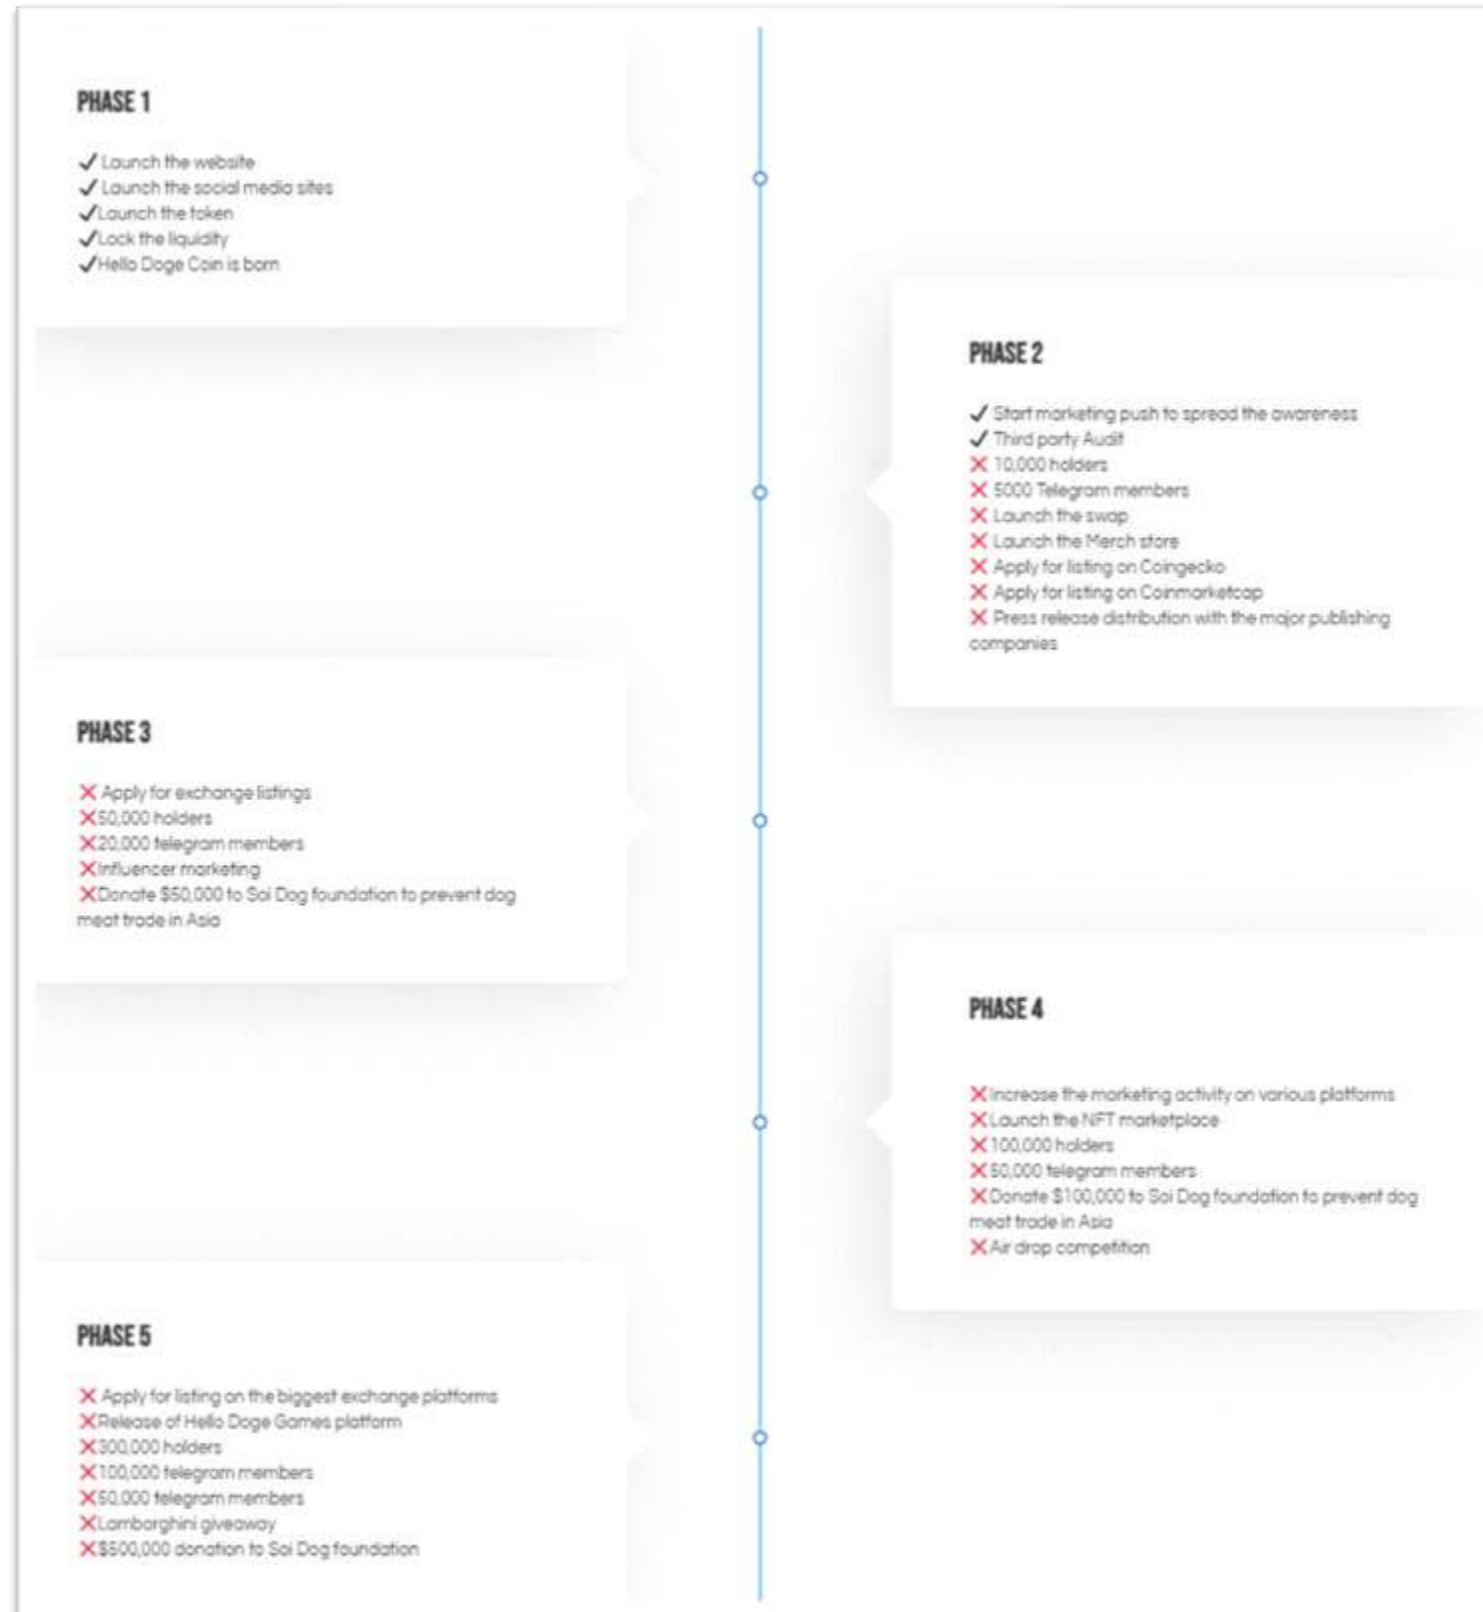 PHASE 1
✓ Launch the website
✓ Launch the social media sites
✓Launch the token
✓Lock the liquidity
✓Hello Doge Coin is born
PHASE 2
✓ Start marketing push to spread the awareness
✓ Third party Audit
❌ 10,000 holders
❌ 5000 Telegram members
❌ Launch the swap
❌ Launch the Merch store
❌ Apply for listing on Coingecko
❌ Apply for listing on Coinmarketcap
❌ Press release distribution with the major publishing
companies
PHASE 3
❌ Apply for exchange listings
❌50,000 holders
❌20,000 telegram members
❌Influencer marketing
❌Donate $50,000 to Soi Dog foundation to prevent dog
meat trade in Asia
PHASE 4
❌Increase the marketing activity on various platforms
❌Launch the NFT marketplace
❌100,000 holders
❌50,000 telegram members
❌Donate $100,000 to Soi Dog foundation to prevent dog
meat trade in Asia
❌Air drop competition
PHASE 5
❌ Apply for listing on the biggest exchange platforms
❌Release of Hello Doge Games platform
❌300,000 holders
❌100,000 telegram members
❌50,000 telegram members
❌Lamborghini giveaway
❌$500,000 donation to Soi Dog foundation